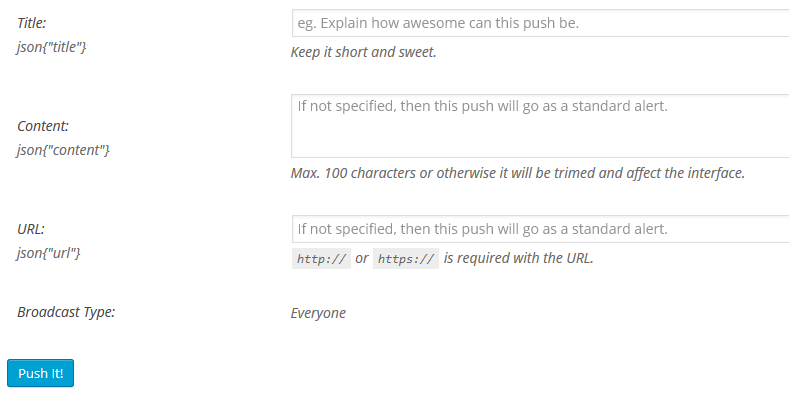 Title:
eg. Explain how awesome can this push be.
json{"title"}
Keep it short and sweet.
If not specified, then this push will go as a standard alert.
Content:
json{"content"}
Max. 100 characters or otherwise it will be trimed and affect the interface.
URL:
If not specified, then this push will go as a standard alert.
json{"url"}
http:// or https:// is required with the URL.
Broadcast Type:
Everyone
Push It!